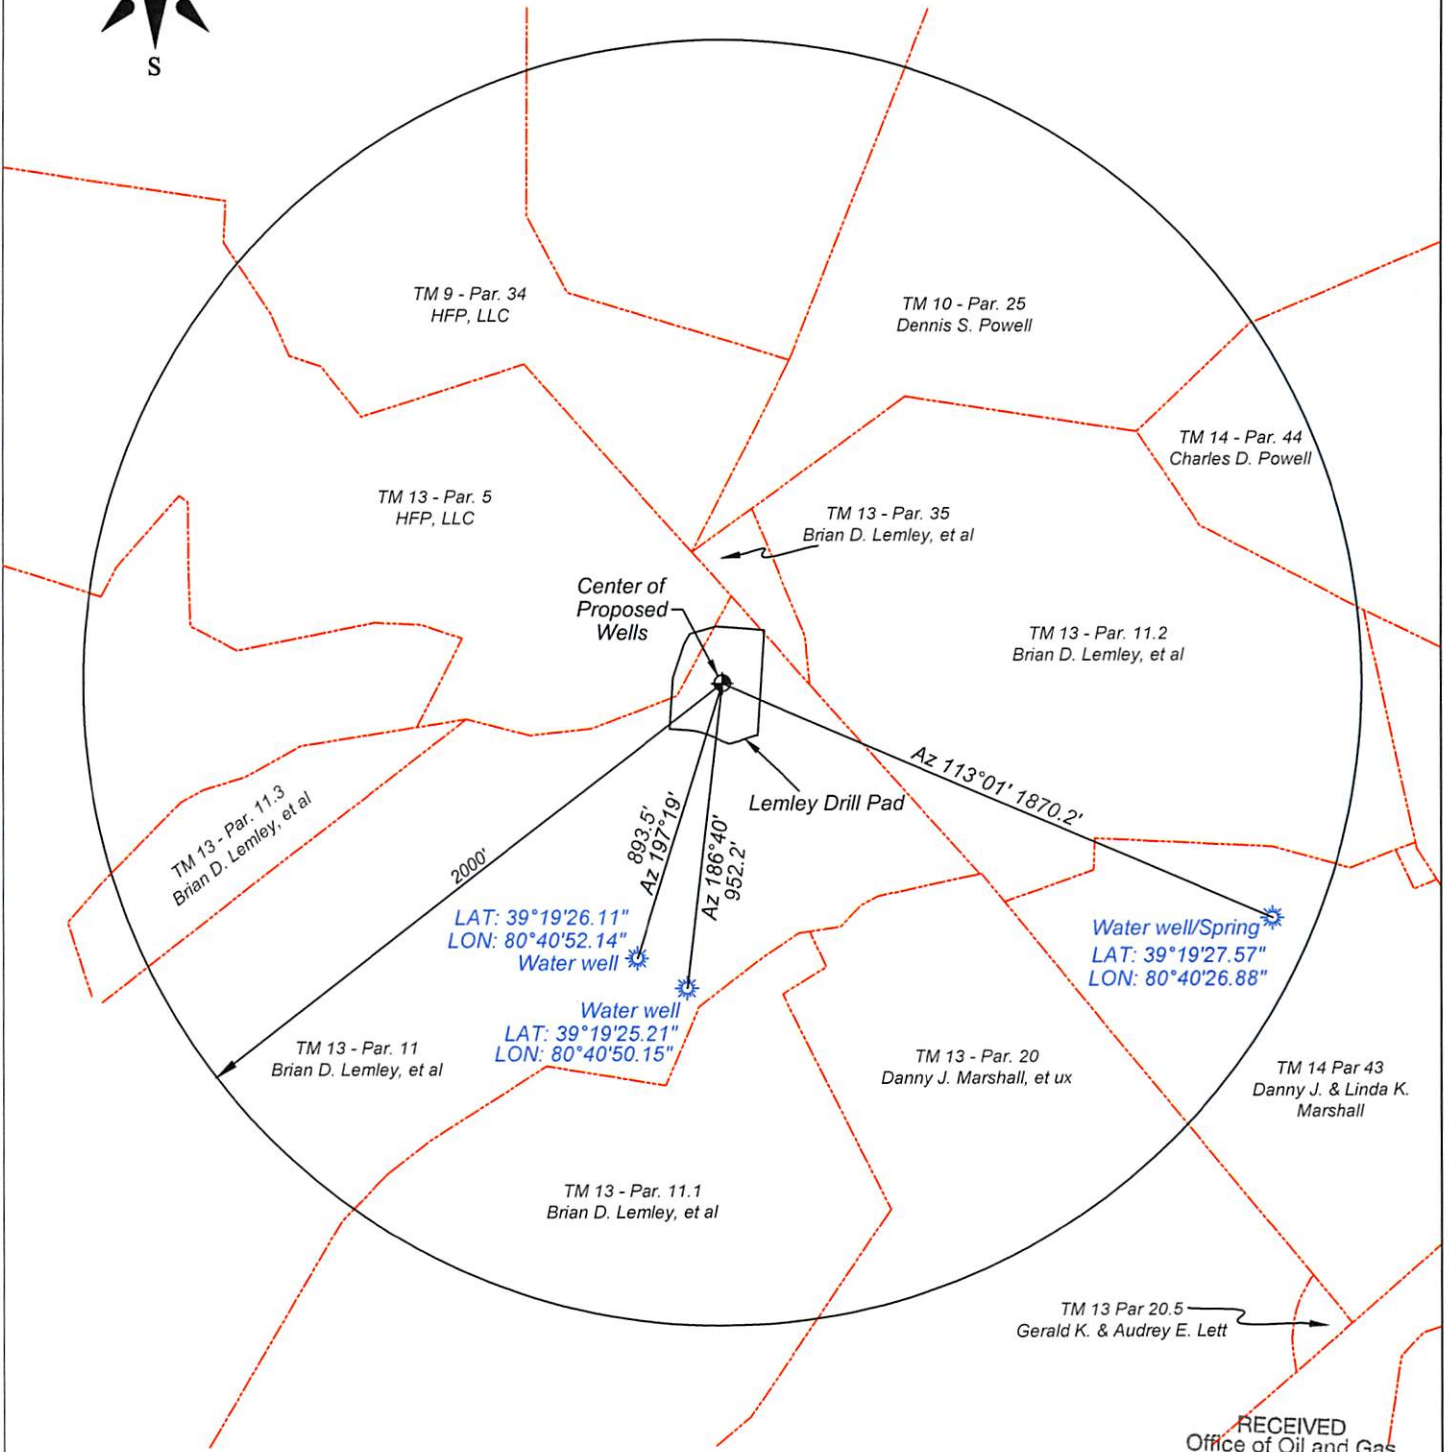 S
TM 9 - Par. 34
HFP, LLC
TM 10 - Par. 25
Dennis S. Powell
TM 14 - Par. 44
Charles D. Powell
TM 13 - Par. 5
HFP, LLC
TM 13 - Par. 35
Brian D. Lemley, et al
Center of
Proposed
Wells
TM 13 - Par. 11.2
Brian D. Lemley, et al
Az 113°01' 1870.2'
Lemley Drill Pad
TM 13 - Par. 11.3
Brian D. Lemley, et al
2000'
893.5'
Az 197°19'
Az 186°40'
952.2'
LAT: 39°19'26.11"
LON: 80°40'52.14"
Water well
Water well/Spring
LAT: 39°19'27.57"
LON: 80°40'26.88"
Water well
LAT: 39°19'25.21"
LON: 80°40'50.15"
TM 13 - Par. 11
Brian D. Lemley, et al
TM 13 - Par. 20
Danny J. Marshall, et ux
TM 14 Par 43
Danny J. & Linda K.
Marshall
TM 13 - Par. 11.1
Brian D. Lemley, et al
TM 13 Par 20.5
Gerald K. & Audrey E. Lett
RECEIVED
Office of Oil and Gas